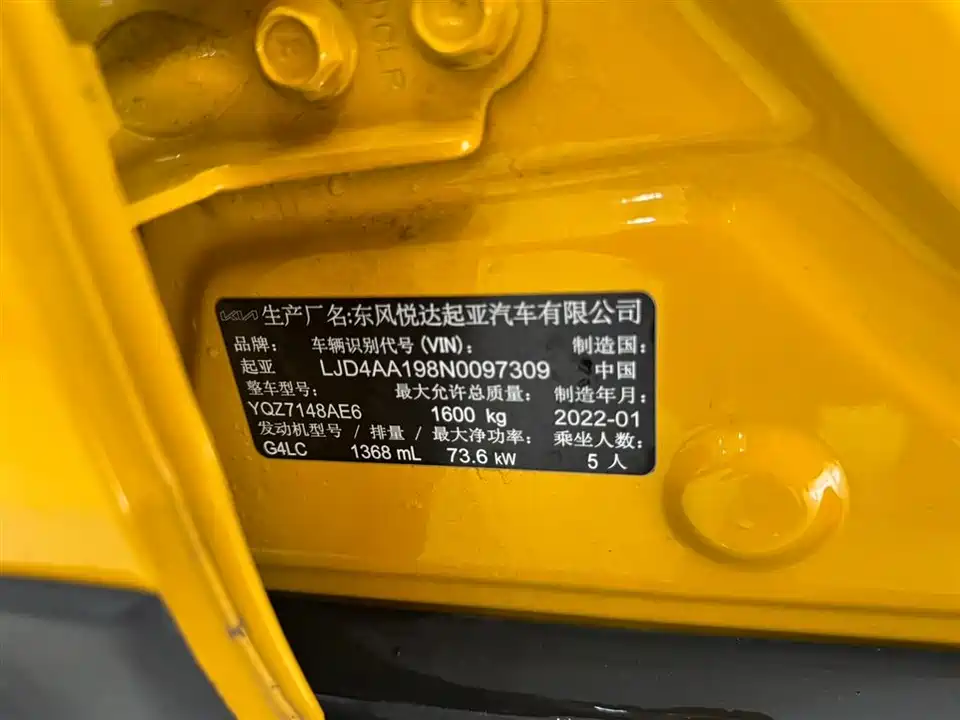 DCLP
KIA 生产厂名:东风悦达起亚汽车有限公司
品牌: 车辆识别代号(VIN): 制造国:
起亚 LJD4AA198N0097309 中国
整车型号: 最大允许总质量: 制造年月:
YQZ7148AE6 1600 kg 2022-01
发动机型号 / 排量 / 最大净功率: 乘坐人数:
G4LC 1368 mL 73.6 kW 5 人